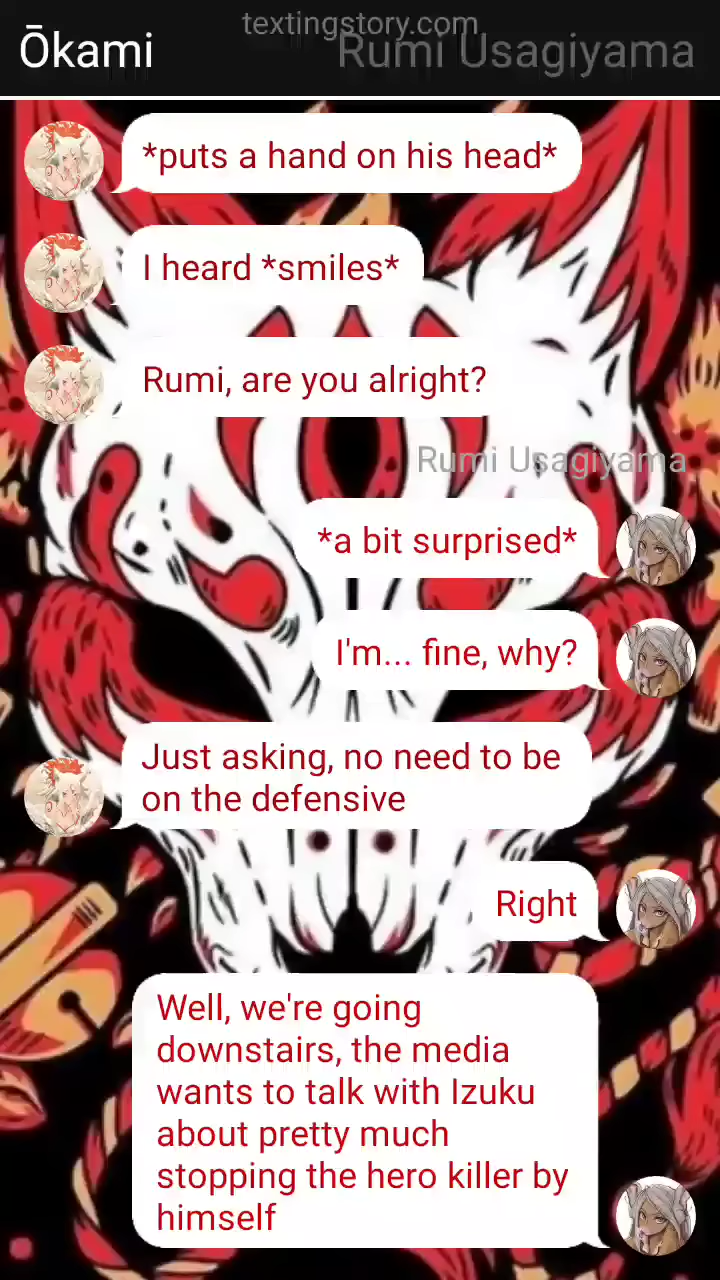 textingstory.com
Ōkami
Rumi Usagiyama
*puts a hand on his head*
I heard *smiles*
Rumi, are you alright?
Rumi Usagiyama
*a bit surprised*
I'm... fine, why?
Just asking, no need to be
on the defensive
Right
Well, we're going
downstairs, the media
wants to talk with Izuku
about pretty much
stopping the hero killer by
himself